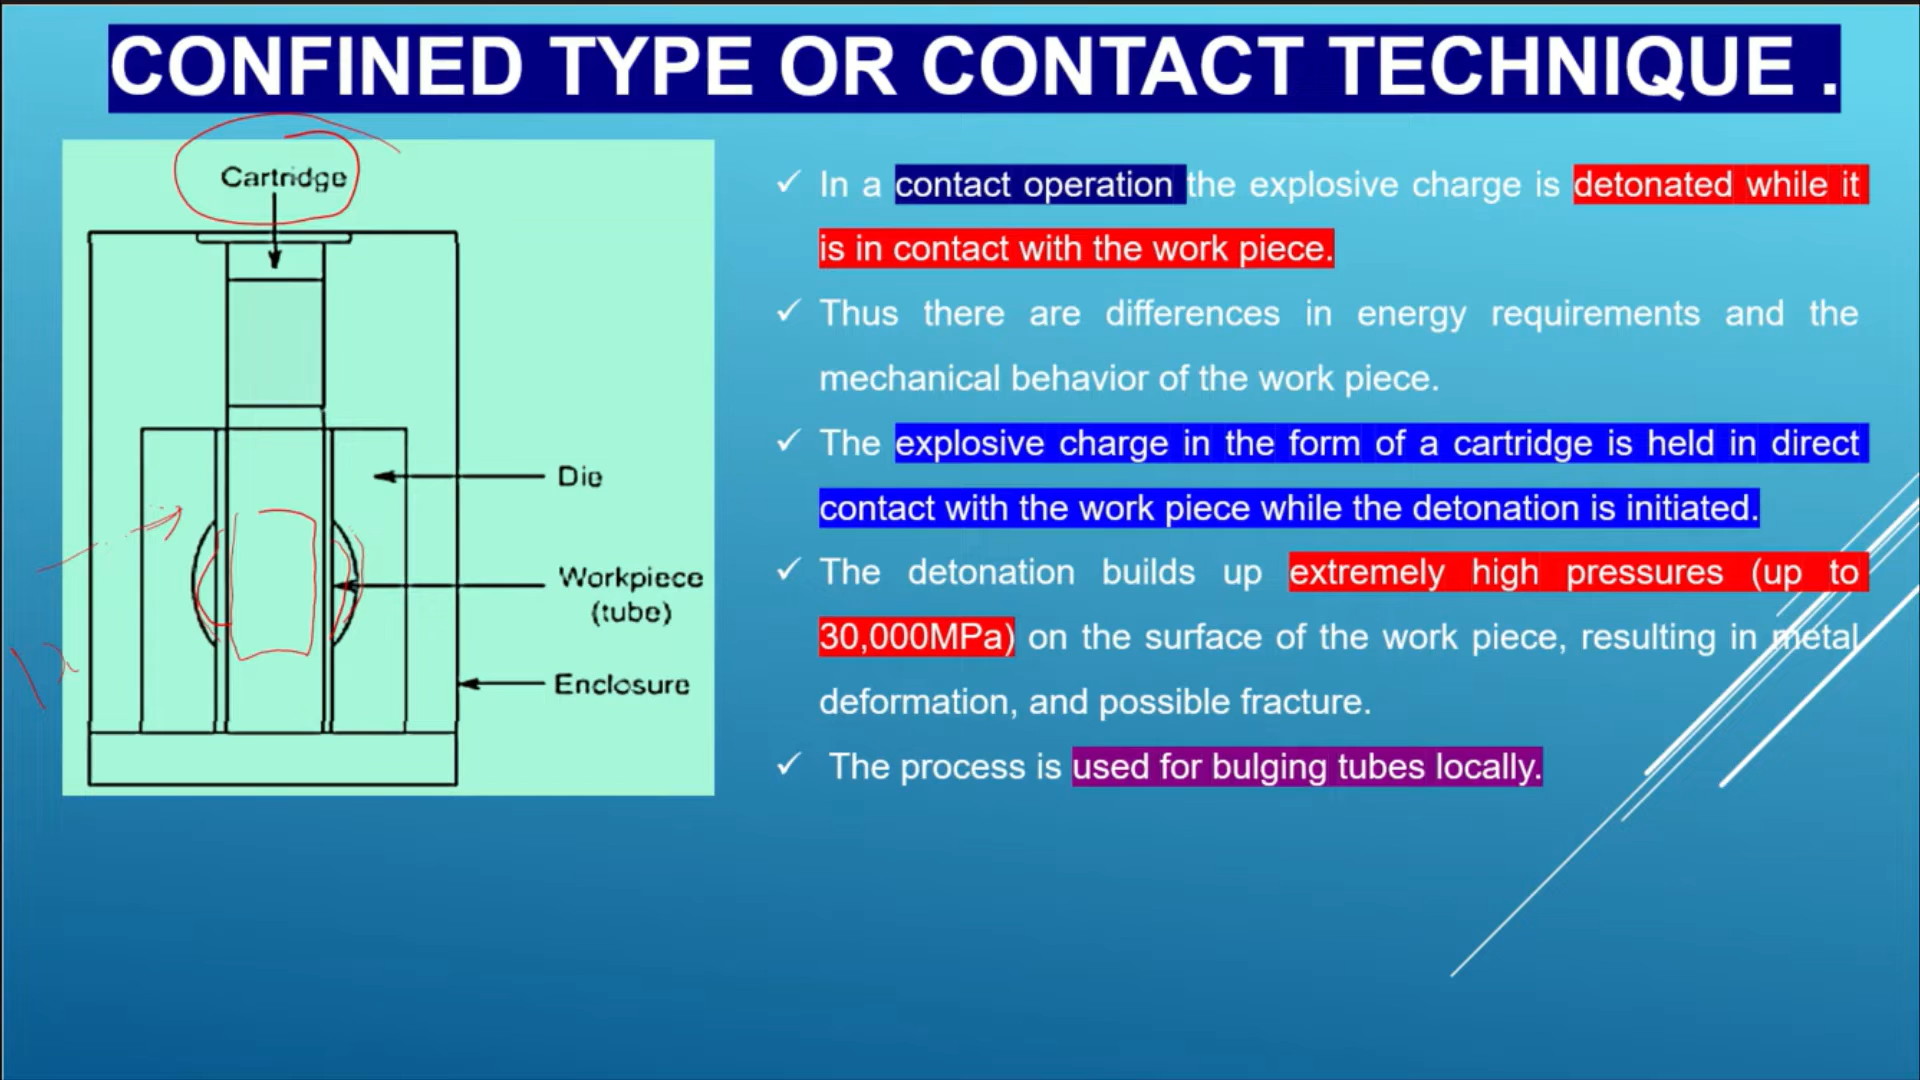 CONFINED TYPE OR CONTACT TECHNIQUE .
Cartridge
Die
Workpiece
(tube)
Enclosure
✓ In a contact operation the explosive charge is detonated while it
is in contact with the work piece.
✓ Thus there are differences in energy requirements and the
mechanical behavior of the work piece.
✓ The explosive charge in the form of a cartridge is held in direct
contact with the work piece while the detonation is initiated.
✓ The detonation builds up extremely high pressures (up to
30,000MPa) on the surface of the work piece, resulting in metal
deformation, and possible fracture.
✓ The process is used for bulging tubes locally.